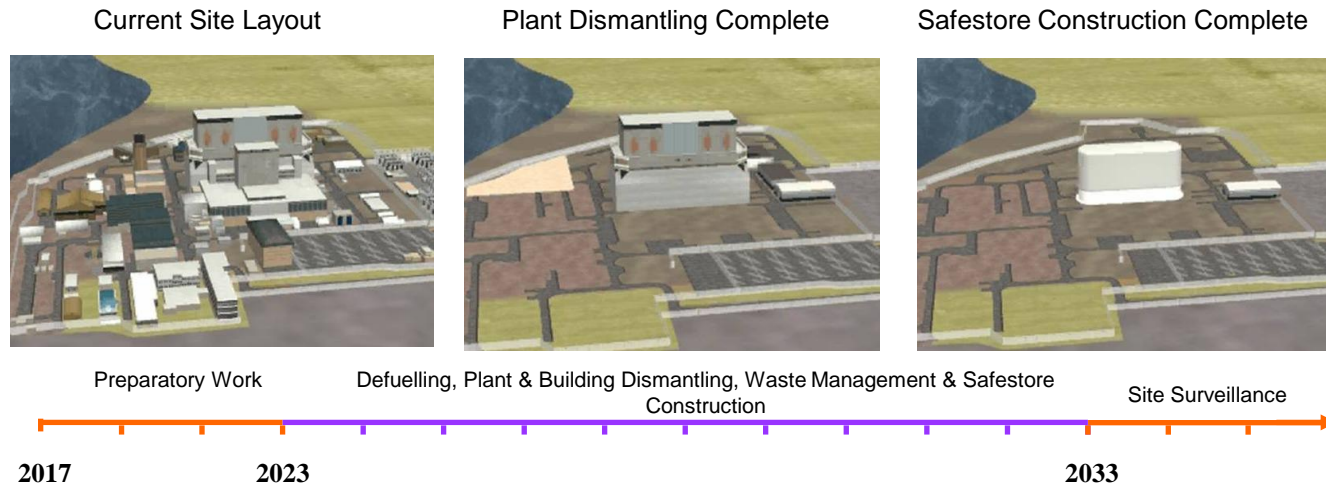 Current Site Layout
Plant Dismantling Complete
Safestore Construction Complete
Preparatory Work
Defuelling, Plant & Building Dismantling, Waste Management & Safestore
Construction
Site Surveillance
2017
2023
2033